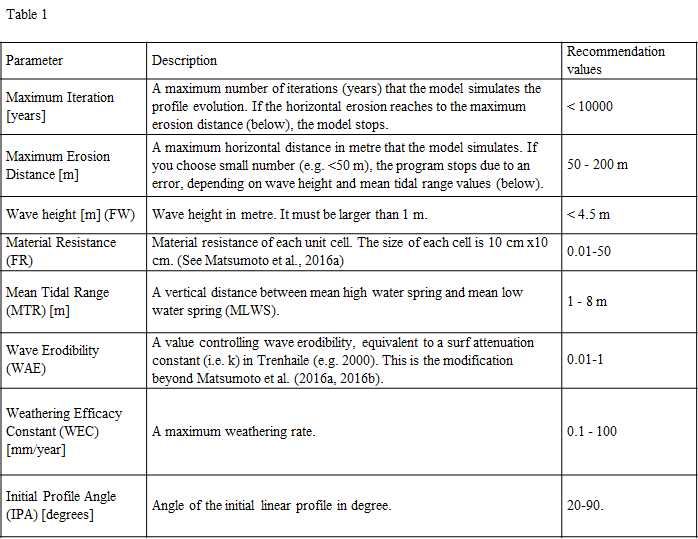 Table 1
Parameter
Description
Recommendation
values
Maximum Iteration
[years]
A maximum number of iterations (years) that the model simulates the
profile evolution. If the horizontal erosion reaches to the maximum
erosion distance (below), the model stops.
< 10000
Maximum Erosion
Distance [m]
A maximum horizontal distance in metre that the model simulates. If
you choose small number (e.g. <50 m), the program stops due to an
error, depending on wave height and mean tidal range values (below).
50 - 200 m
Wave height [m] (FW)
Wave height in metre. It must be larger than 1 m.
< 4.5 m
Material Resistance
(FR)
Material resistance of each unit cell. The size of each cell is 10 cm x10
cm. (See Matsumoto et al., 2016a)
0.01-50
Mean Tidal Range
(MTR) [m]
A vertical distance between mean high water spring and mean low
water spring (MLWS).
1 - 8 m
Wave Erodibility
(WAE)
A value controlling wave erodibility, equivalent to a surf attenuation
constant (i.e. k) in Trenhaile (e.g. 2000). This is the modification
beyond Matsumoto et al. (2016a, 2016b).
0.01-1
Weathering Efficacy
Constant (WEC)
[mm/year]
A maximum weathering rate.
0.1 - 100
Initial Profile Angle
(IPA) [degrees]
Angle of the initial linear profile in degree.
20-90.